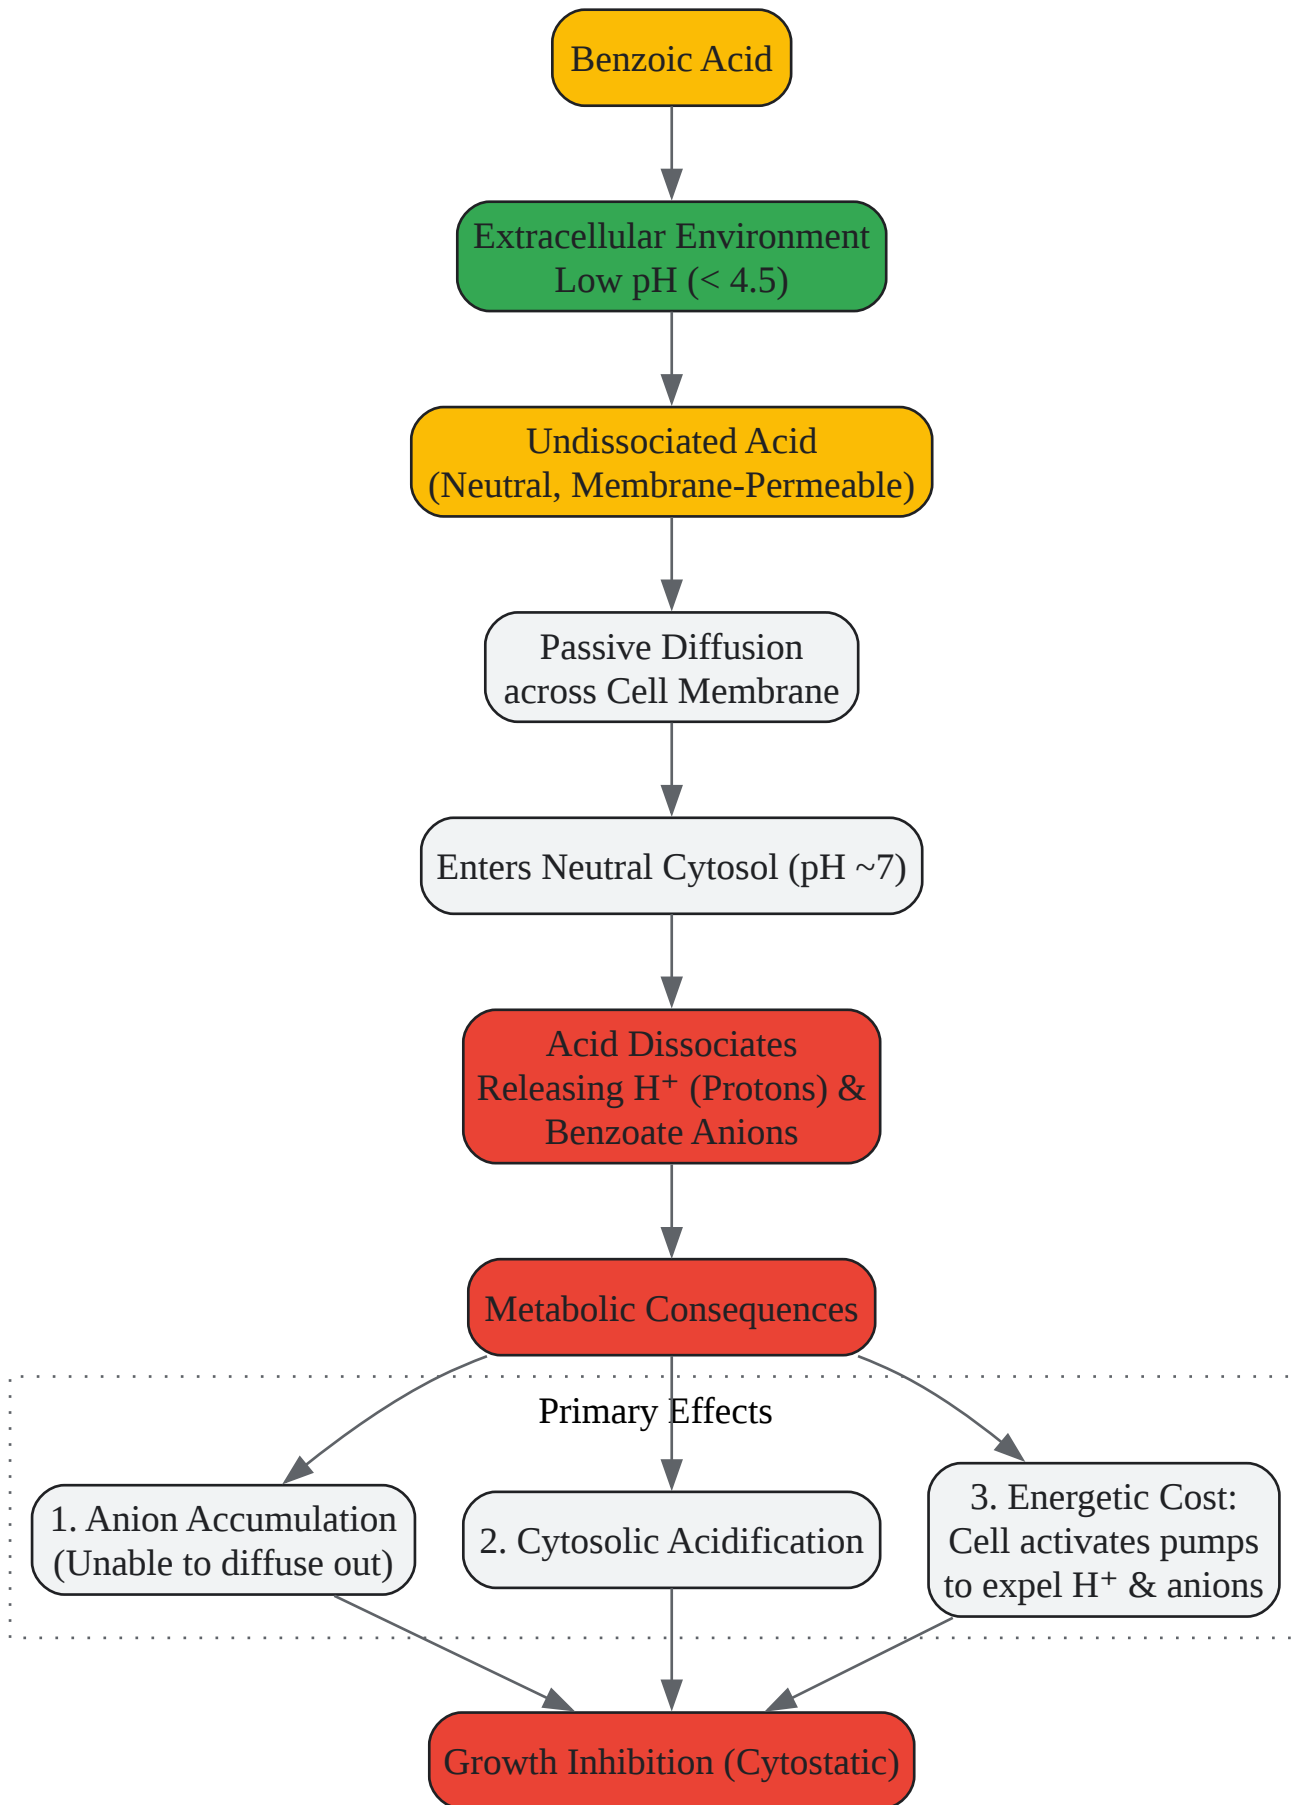 Benzoic Acid
Extracellular Environment
Low pH (< 4.5)
Undissociated Acid
(Neutral, Membrane-Permeable)
Passive Diffusion
across Cell Membrane
Enters Neutral Cytosol (pH ~7)
Acid Dissociates
Releasing H⁺ (Protons) &
Benzoate Anions
Metabolic Consequences
Primary Effects
1. Anion Accumulation
(Unable to diffuse out)
2. Cytosolic Acidification
3. Energetic Cost:
Cell activates pumps
to expel H⁺ & anions
Growth Inhibition (Cytostatic)